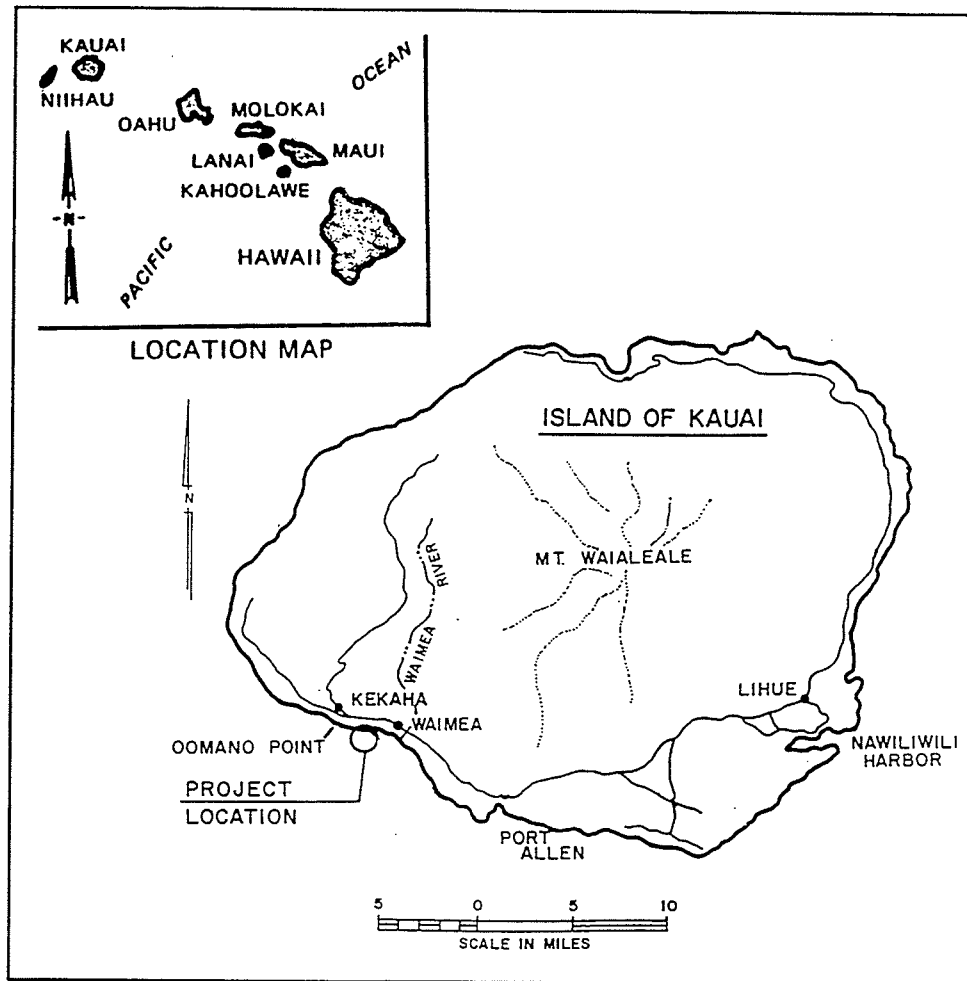 KAUAI
NIIHAU
OAHU
MOLOKAI
LANAI
MAUI
KAHOOLAWE
HAWAII
PACIFIC
OCEAN
-N-
LOCATION MAP
N
ISLAND OF KAUAI
MT. WAIALEALE
WAIMEA RIVER
KEKAHA
WAIMEA
OOMANO POINT
PROJECT
LOCATION
LIHUE
NAWILIWILI
HARBOR
PORT
ALLEN
5 0 5 10
SCALE IN MILES